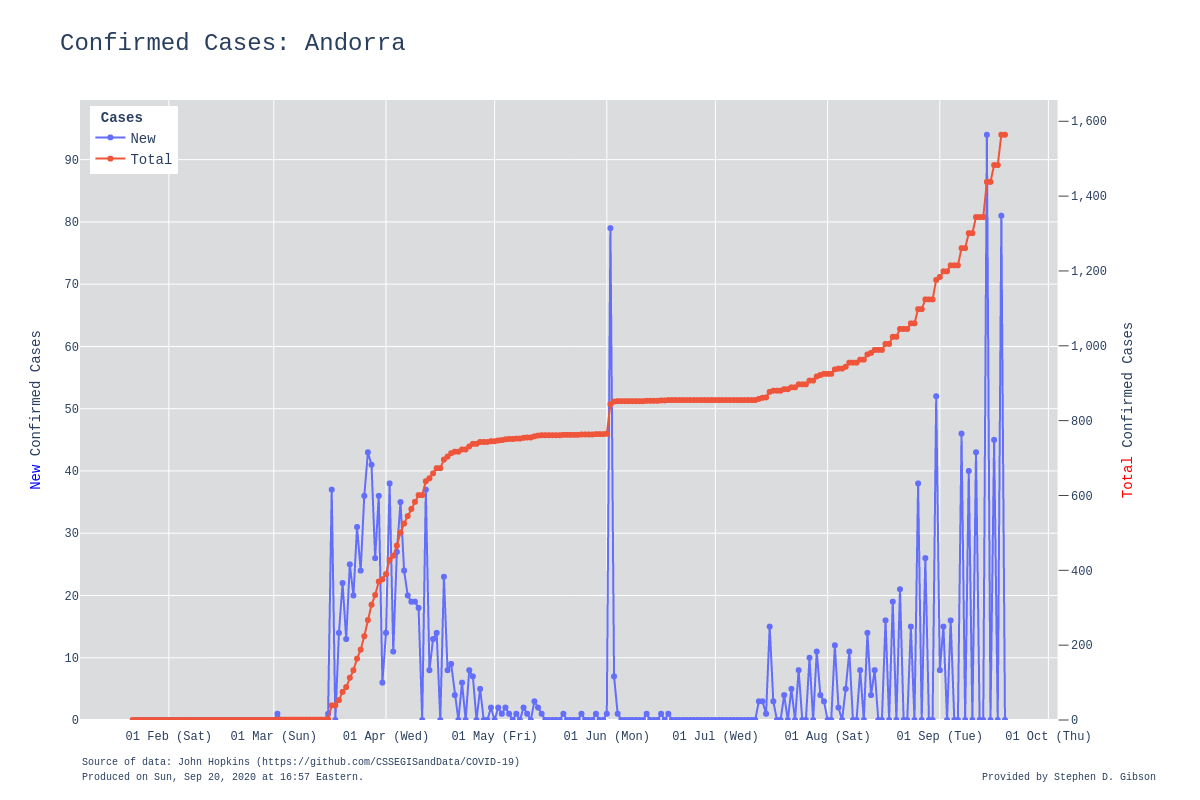 Confirmed Cases: Andorra
Cases
New
Total
90
80
70
60
50
40
30
20
10
0
New Confirmed Cases
1,600
1,400
1,200
1,000
800
600
400
200
0
Total Confirmed Cases
01 Feb (Sat) 01 Mar (Sun) 01 Apr (Wed) 01 May (Fri) 01 Jun (Mon) 01 Jul (Wed) 01 Aug (Sat) 01 Sep (Tue) 01 Oct (Thu)
Source of data: John Hopkins (https://github.com/CSSEGISandData/COVID-19)
Produced on Sun, Sep 20, 2020 at 16:57 Eastern.
Provided by Stephen D. Gibson